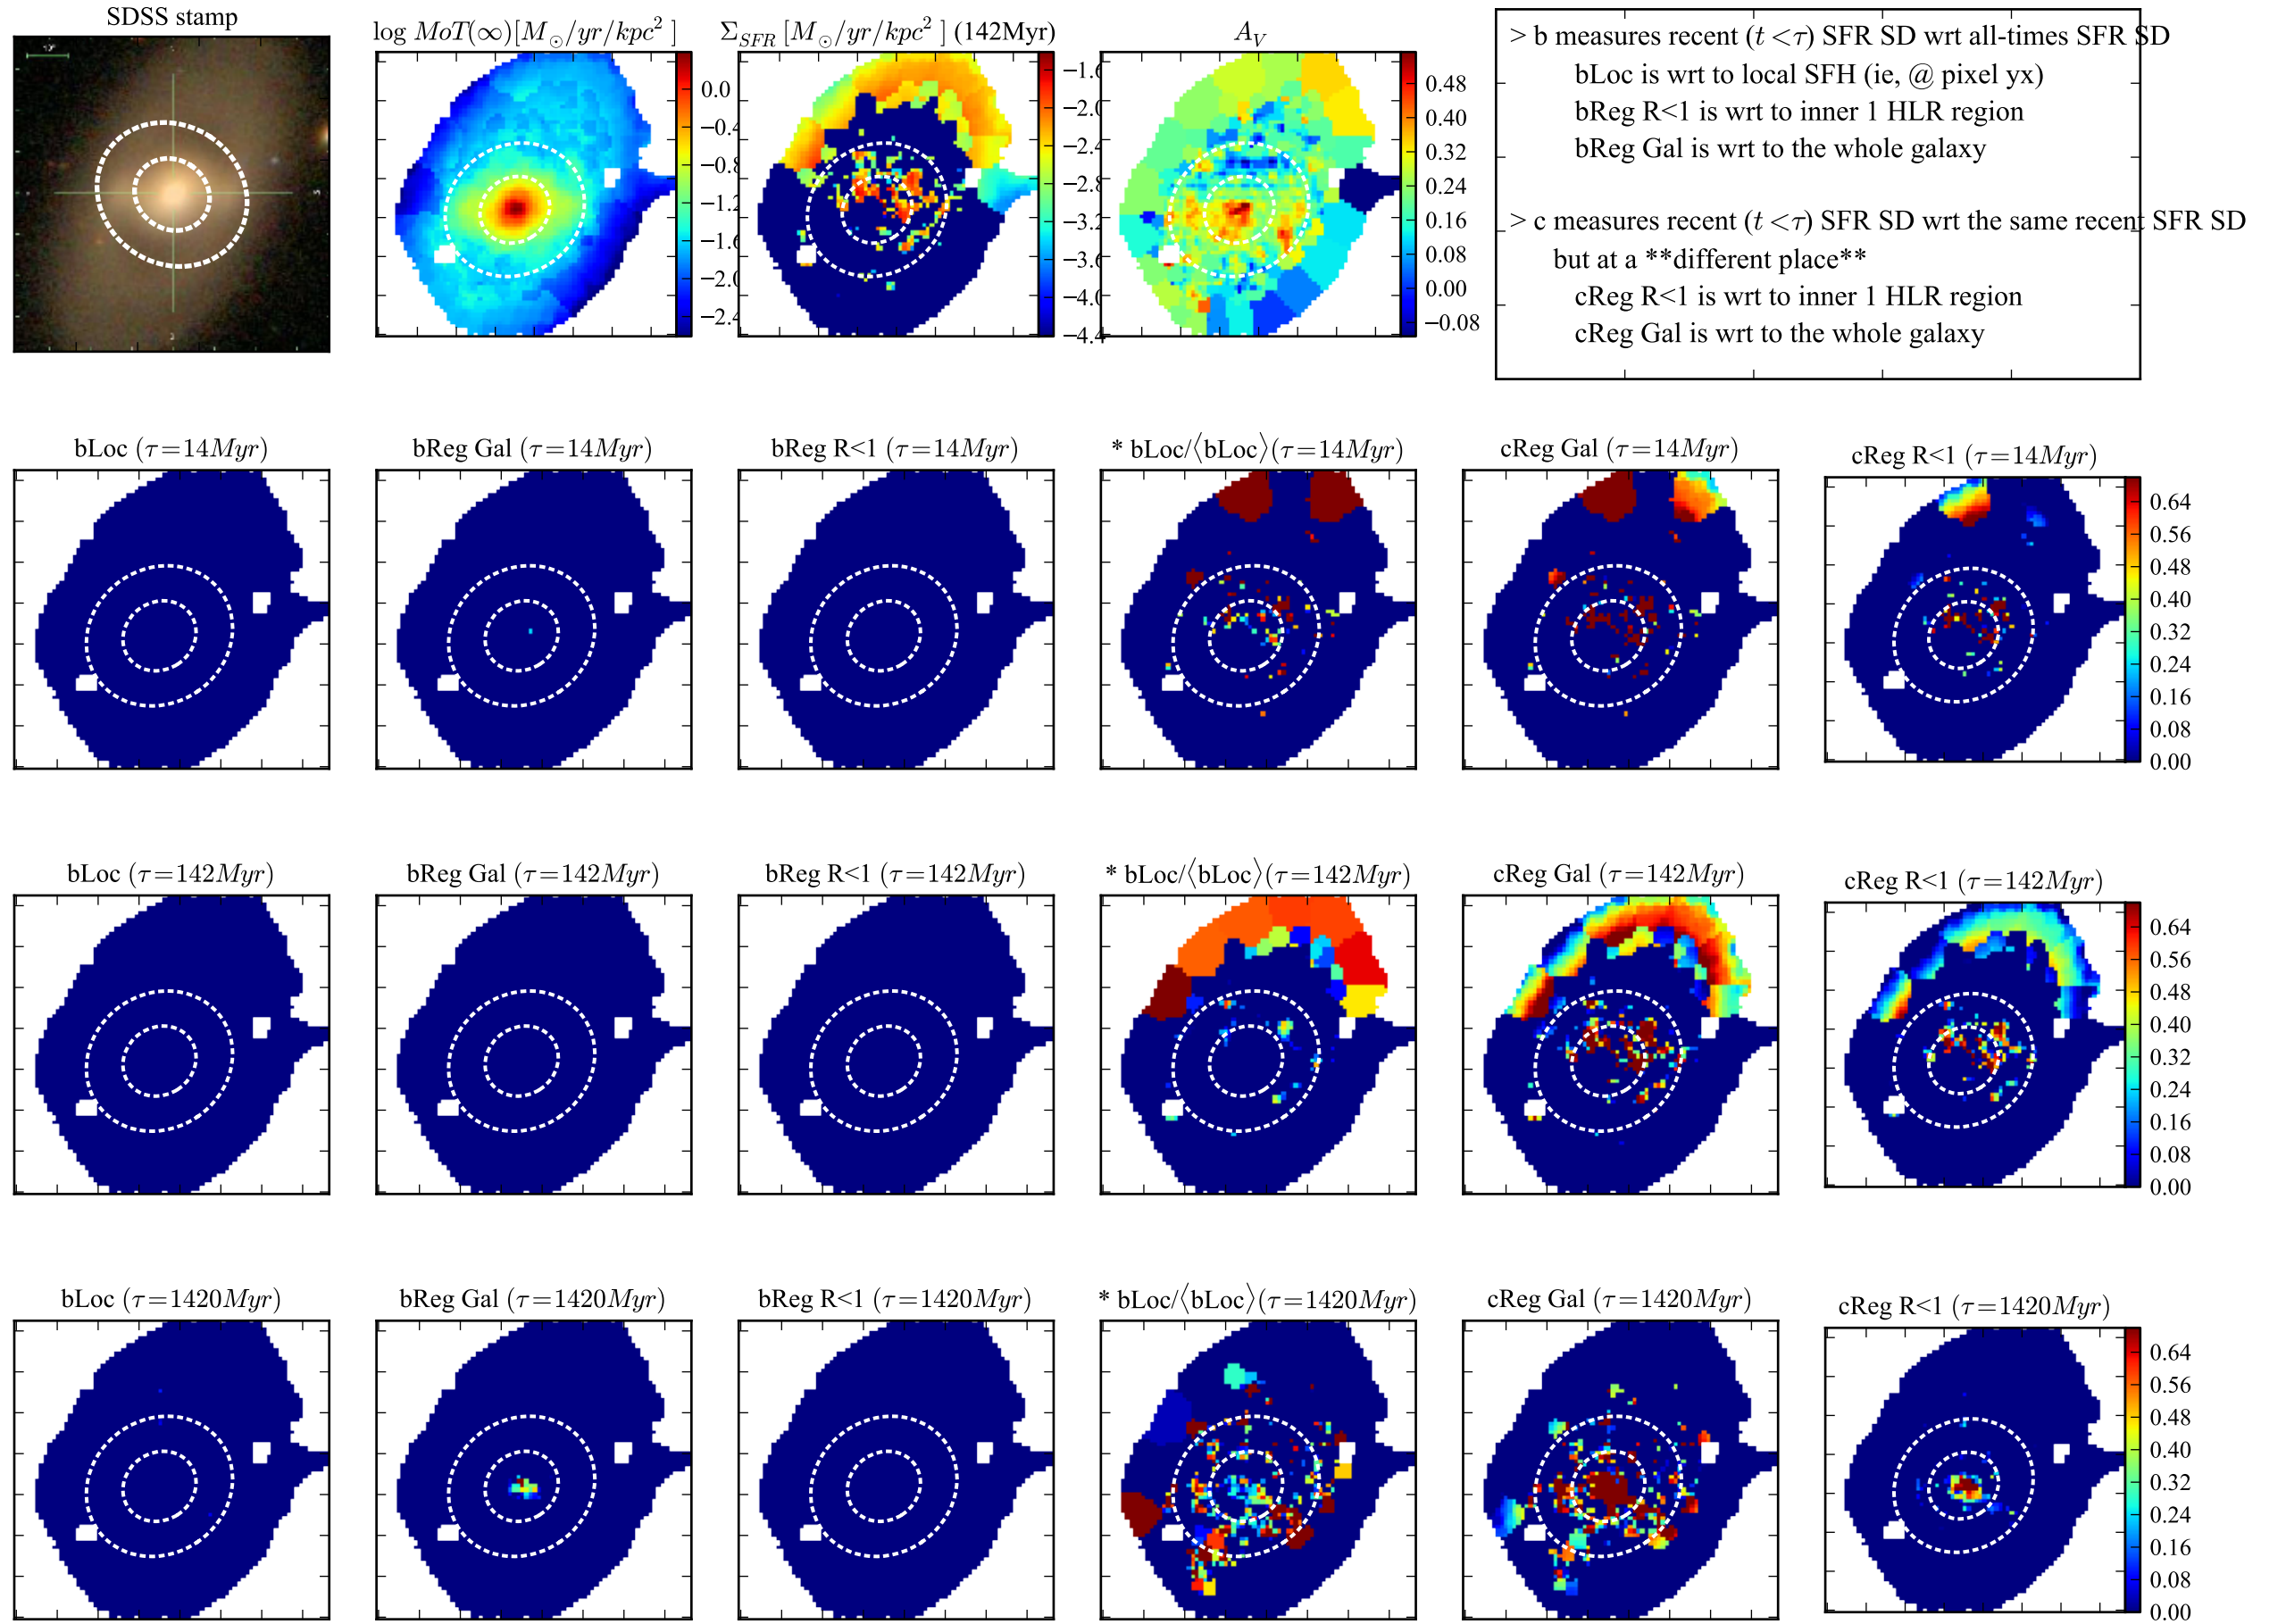 SDSS stamp
log MoT(∞)[M⊙/yr/kpc² ]
Σ_SFR [M⊙/yr/kpc² ] (142Myr)
A_V
0.0
−0.4
−0.8
−1.2
−1.6
−2.0
−2.4
−1.6
−2.0
−2.4
−2.8
−3.2
−3.6
−4.0
−4.4
0.48
0.40
0.32
0.24
0.16
0.08
0.00
−0.08
> b measures recent (t <τ) SFR SD wrt all-times SFR SD
bLoc is wrt to local SFH (ie, @ pixel yx)
bReg R<1 is wrt to inner 1 HLR region
bReg Gal is wrt to the whole galaxy
> c measures recent (t <τ) SFR SD wrt the same recent SFR SD
but at a **different place**
cReg R<1 is wrt to inner 1 HLR region
cReg Gal is wrt to the whole galaxy
bLoc (τ=14Myr)
bReg Gal (τ=14Myr)
bReg R<1 (τ=14Myr)
* bLoc/⟨bLoc⟩(τ=14Myr)
cReg Gal (τ=14Myr)
cReg R<1 (τ=14Myr)
0.64
0.56
0.48
0.40
0.32
0.24
0.16
0.08
0.00
bLoc (τ=142Myr)
bReg Gal (τ=142Myr)
bReg R<1 (τ=142Myr)
* bLoc/⟨bLoc⟩(τ=142Myr)
cReg Gal (τ=142Myr)
cReg R<1 (τ=142Myr)
0.64
0.56
0.48
0.40
0.32
0.24
0.16
0.08
0.00
bLoc (τ=1420Myr)
bReg Gal (τ=1420Myr)
bReg R<1 (τ=1420Myr)
* bLoc/⟨bLoc⟩(τ=1420Myr)
cReg Gal (τ=1420Myr)
cReg R<1 (τ=1420Myr)
0.64
0.56
0.48
0.40
0.32
0.24
0.16
0.08
0.00